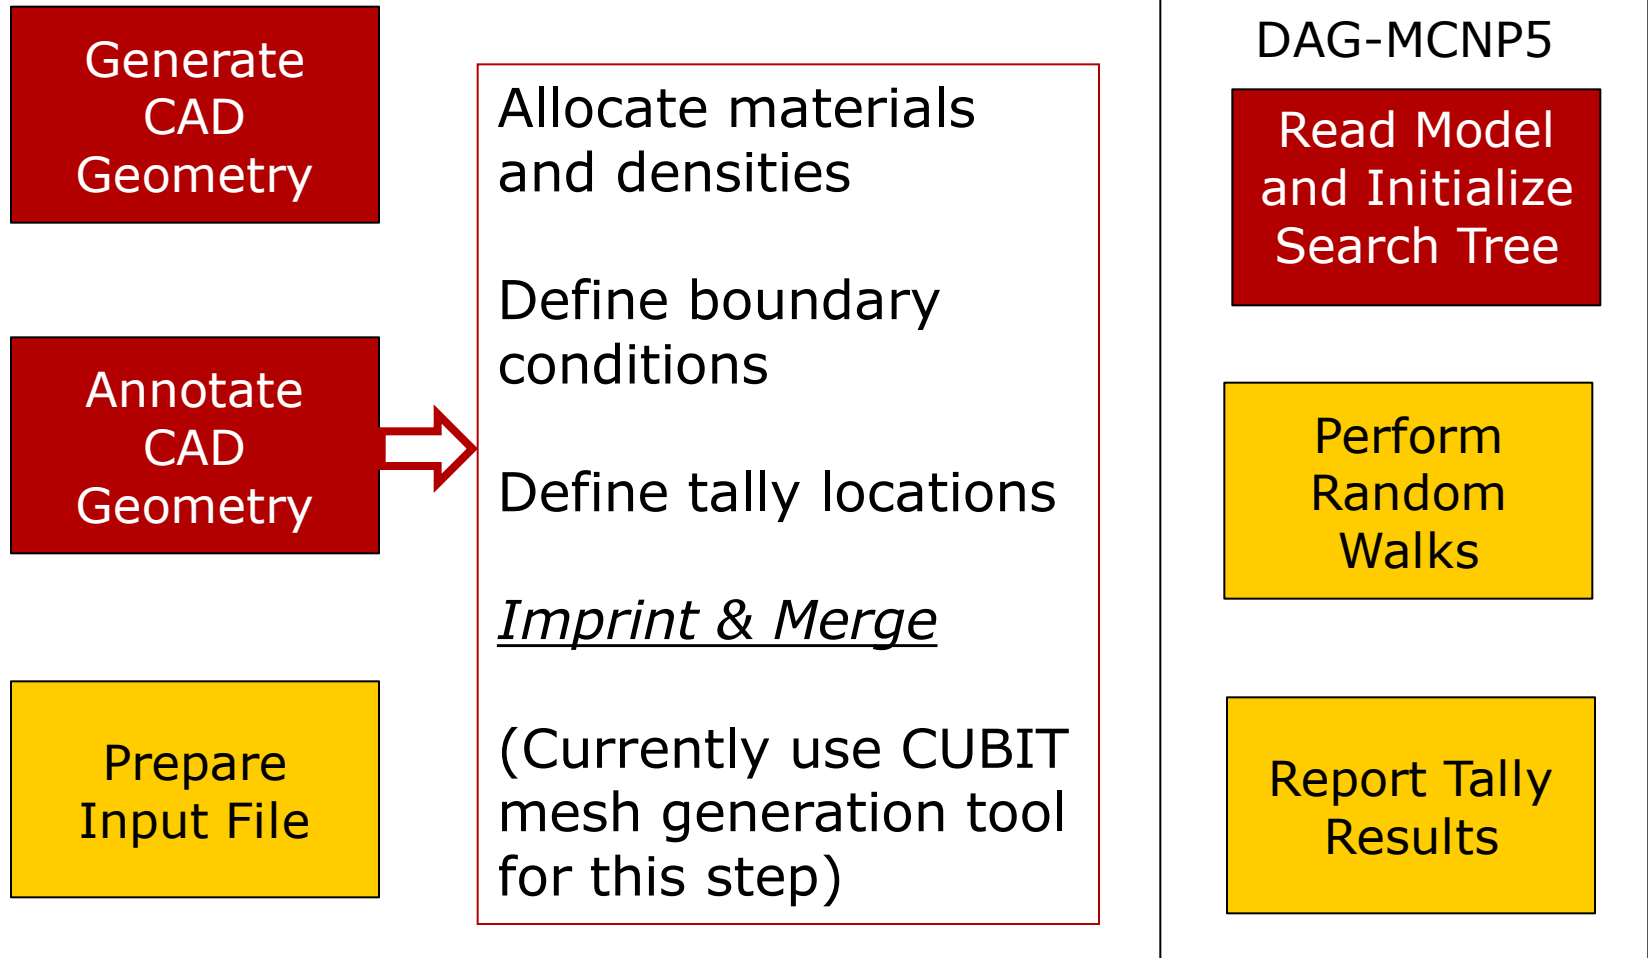 Generate
CAD
Geometry
Annotate
CAD
Geometry
Prepare
Input File
Allocate materials
and densities
Define boundary
conditions
Define tally locations
Imprint & Merge
(Currently use CUBIT
mesh generation tool
for this step)
DAG-MCNP5
Read Model
and Initialize
Search Tree
Perform
Random
Walks
Report Tally
Results